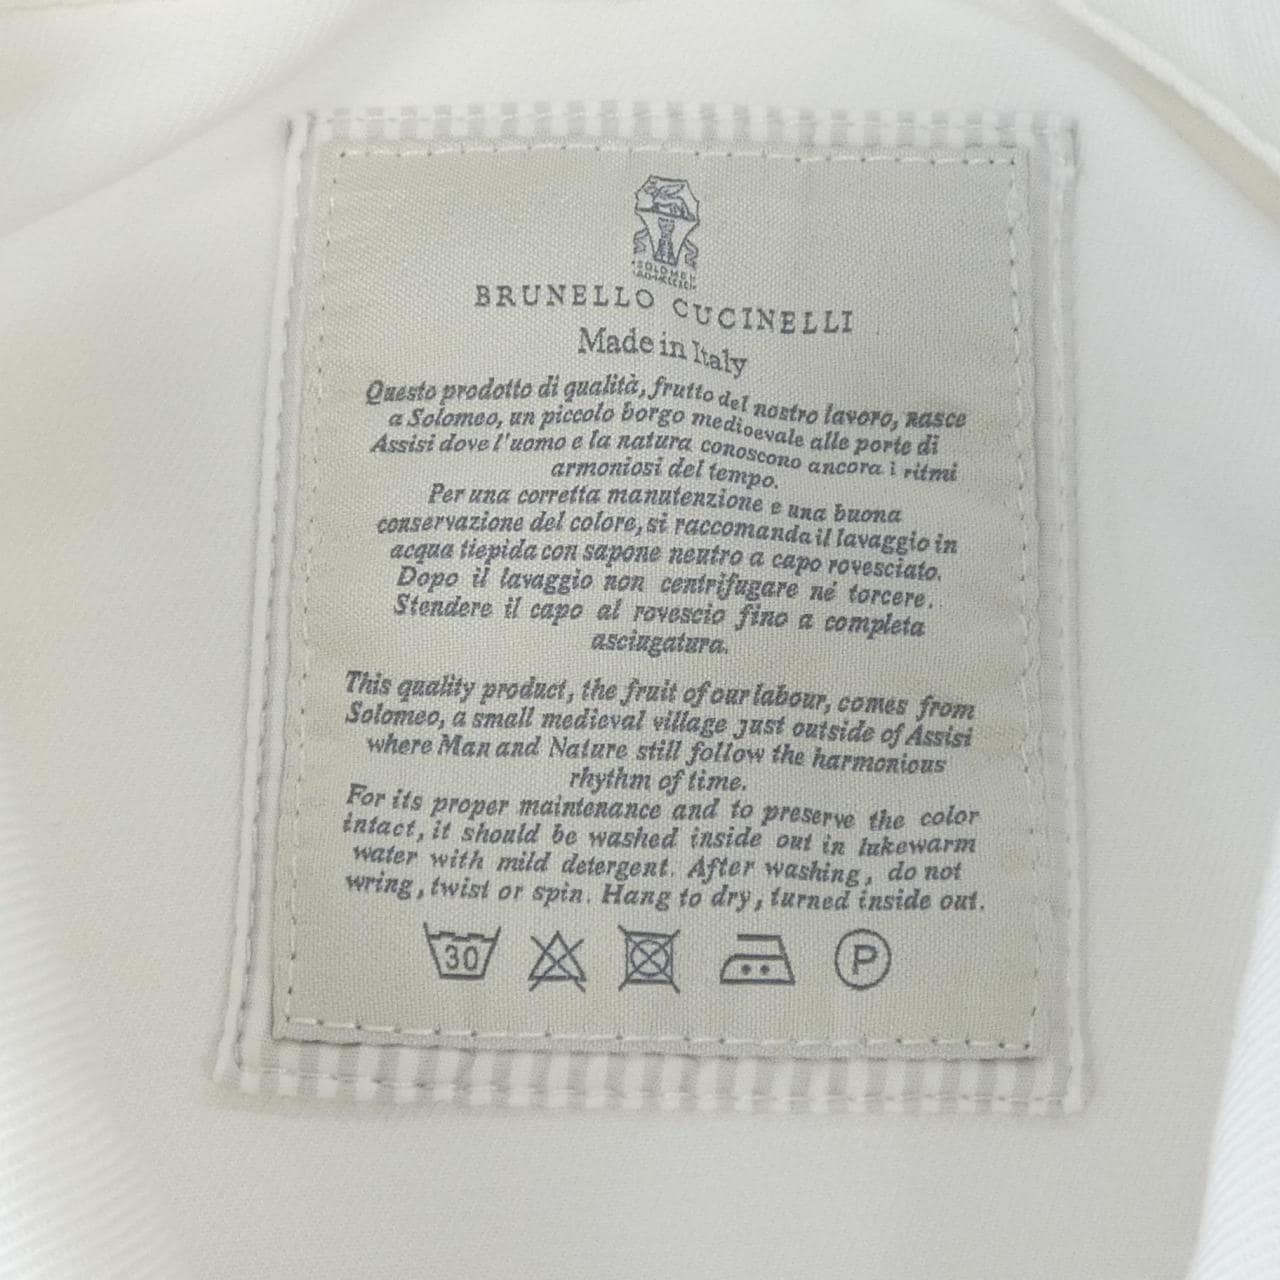 SOLOMEO
BRUNELLO CUCINELLI
Made in Italy
Questo prodotto di qualità, frutto del nostro lavoro, nasce
a Solomeo, un piccolo borgo medioevale alle porte di
Assisi dove l'uomo e la natura conoscono ancora i ritmi
armoniosi del tempo.
Per una corretta manutenzione e una buona
conservazione del colore, si raccomanda il lavaggio in
acqua tiepida con sapone neutro a capo rovesciato.
Dopo il lavaggio non centrifugare né torcere.
Stendere il capo al rovescio fino a completa
asciugatura.
This quality product, the fruit of our labour, comes from
Solomeo, a small medieval village just outside of Assisi
where Man and Nature still follow the harmonious
rhythm of time.
For its proper maintenance and to preserve the color
intact, it should be washed inside out in lukewarm
water with mild detergent. After washing, do not
wring, twist or spin. Hang to dry, turned inside out.
30 P